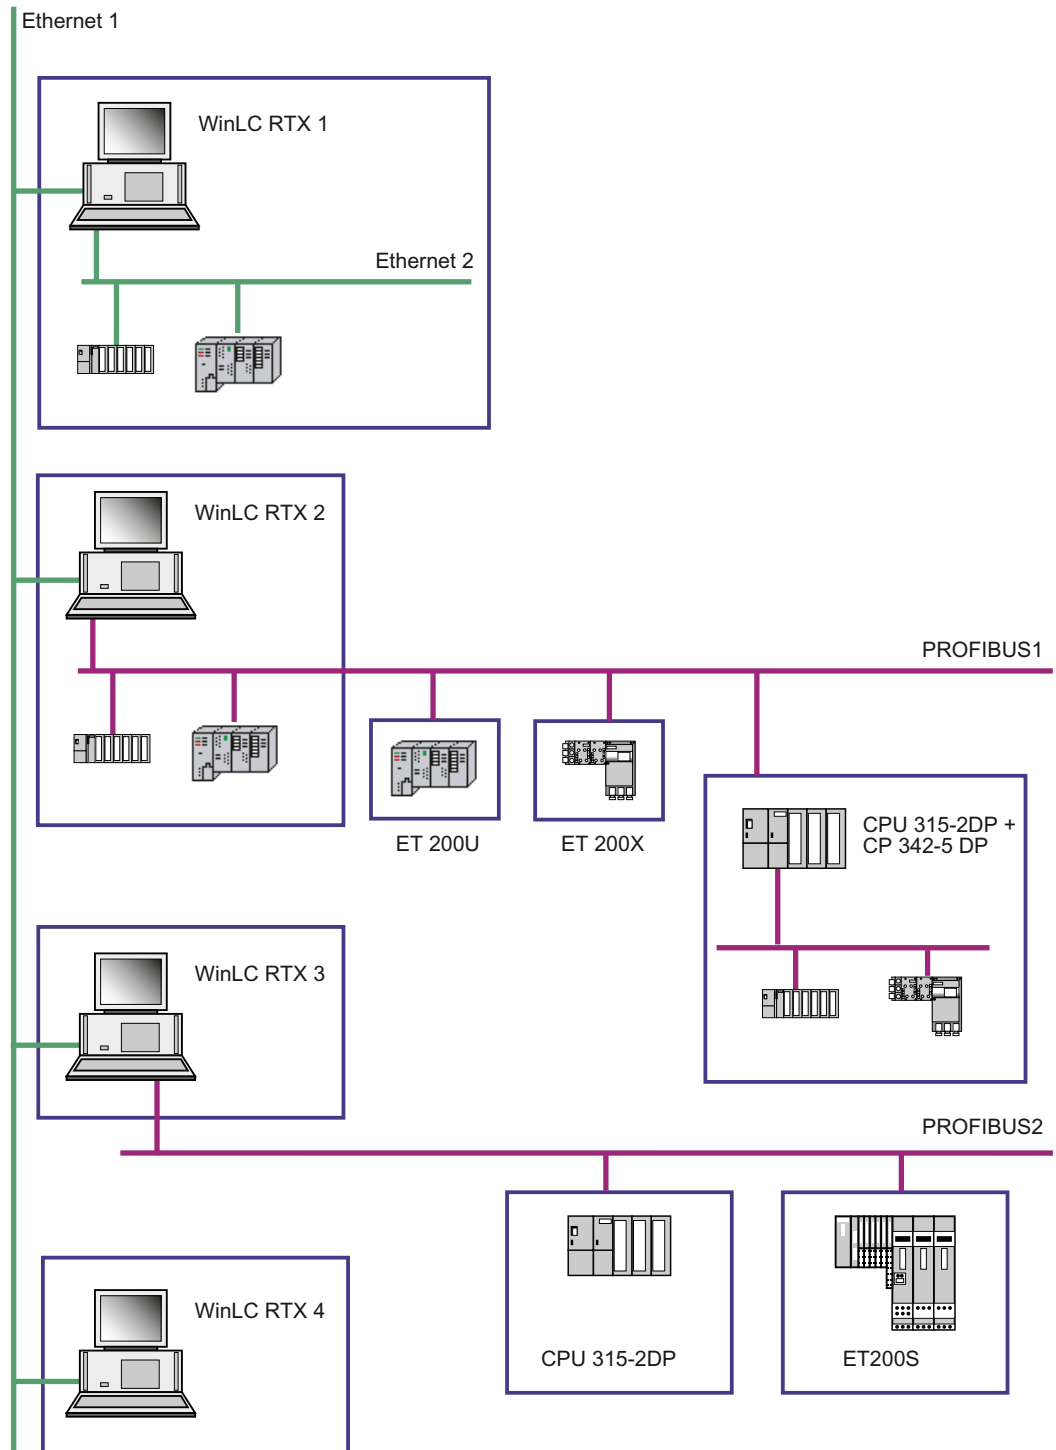 Ethernet 1
WinLC RTX 1
Ethernet 2
WinLC RTX 2
PROFIBUS1
ET 200U
ET 200X
CPU 315-2DP +
CP 342-5 DP
WinLC RTX 3
PROFIBUS2
WinLC RTX 4
CPU 315-2DP
ET200S